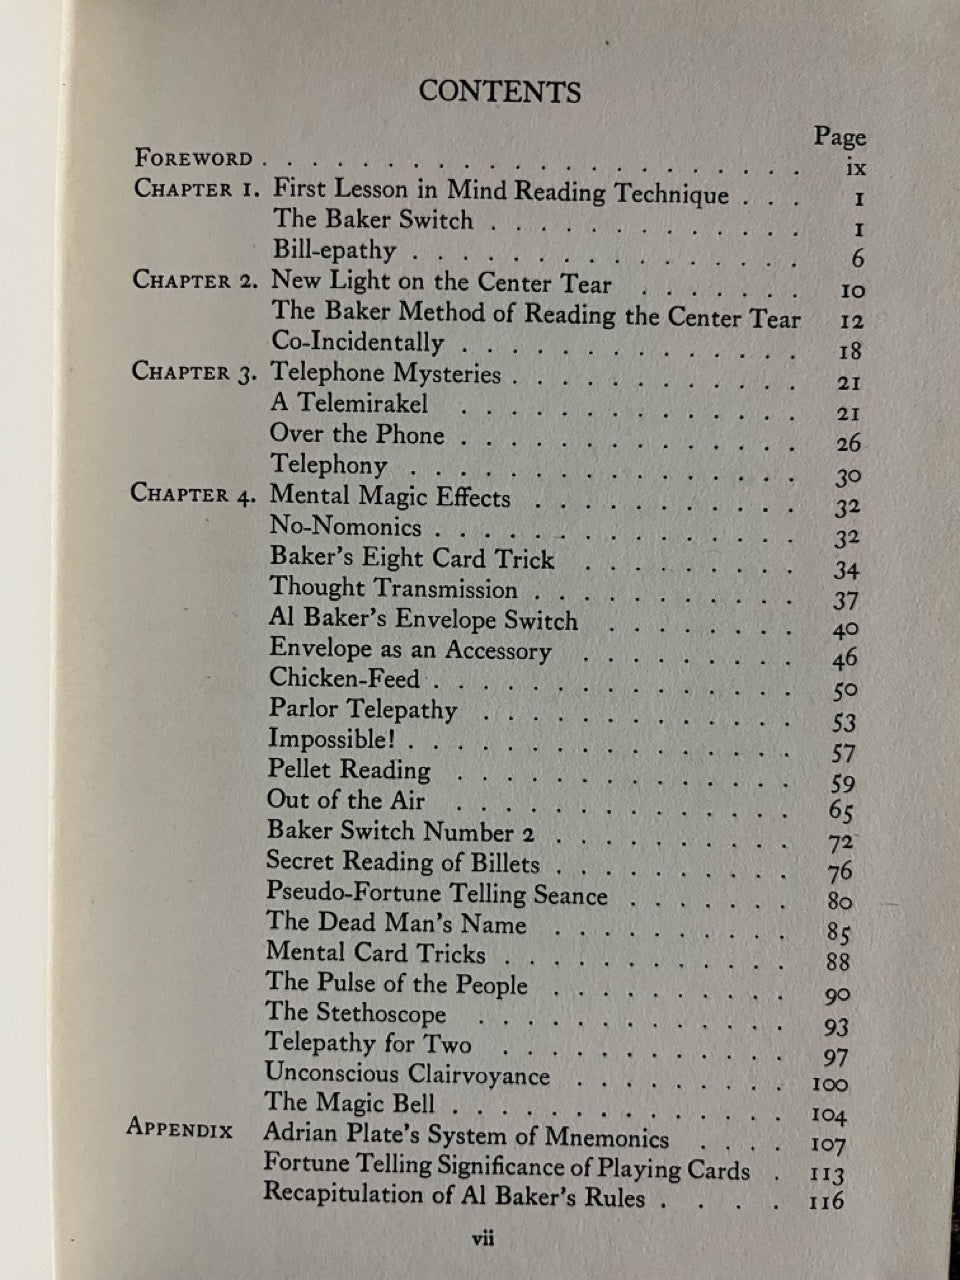 CONTENTS
Page
FOREWORD . . . . . . . . . . . . . . . . . . . . . ix
CHAPTER 1. First Lesson in Mind Reading Technique . . . 1
The Baker Switch . . . . . . . . . . . . . 1
Bill-epathy . . . . . . . . . . . . . . . . 6
CHAPTER 2. New Light on the Center Tear . . . . . . . 10
The Baker Method of Reading the Center Tear 12
Co-Incidentally . . . . . . . . . . . . . . 18
CHAPTER 3. Telephone Mysteries . . . . . . . . . . . . 21
A Telemirakel . . . . . . . . . . . . . . 21
Over the Phone . . . . . . . . . . . . . . 26
Telephony . . . . . . . . . . . . . . . . 30
CHAPTER 4. Mental Magic Effects . . . . . . . . . . . 32
No-Nomonics . . . . . . . . . . . . . . . 32
Baker's Eight Card Trick . . . . . . . . . 34
Thought Transmission . . . . . . . . . . . 37
Al Baker's Envelope Switch . . . . . . . . 40
Envelope as an Accessory . . . . . . . . . 46
Chicken-Feed . . . . . . . . . . . . . . . 50
Parlor Telepathy . . . . . . . . . . . . . 53
Impossible! . . . . . . . . . . . . . . . . 57
Pellet Reading . . . . . . . . . . . . . . 59
Out of the Air . . . . . . . . . . . . . . 65
Baker Switch Number 2 . . . . . . . . . . 72
Secret Reading of Billets . . . . . . . . . . 76
Pseudo-Fortune Telling Seance . . . . . . . 80
The Dead Man's Name . . . . . . . . . . 85
Mental Card Tricks . . . . . . . . . . . . 88
The Pulse of the People . . . . . . . . . . 90
The Stethoscope . . . . . . . . . . . . . 93
Telepathy for Two . . . . . . . . . . . . 97
Unconscious Clairvoyance . . . . . . . . . 100
The Magic Bell . . . . . . . . . . . . . . 104
APPENDIX Adrian Plate's System of Mnemonics . . . . 107
Fortune Telling Significance of Playing Cards . 113
Recapitulation of Al Baker's Rules . . . . . 116
vii